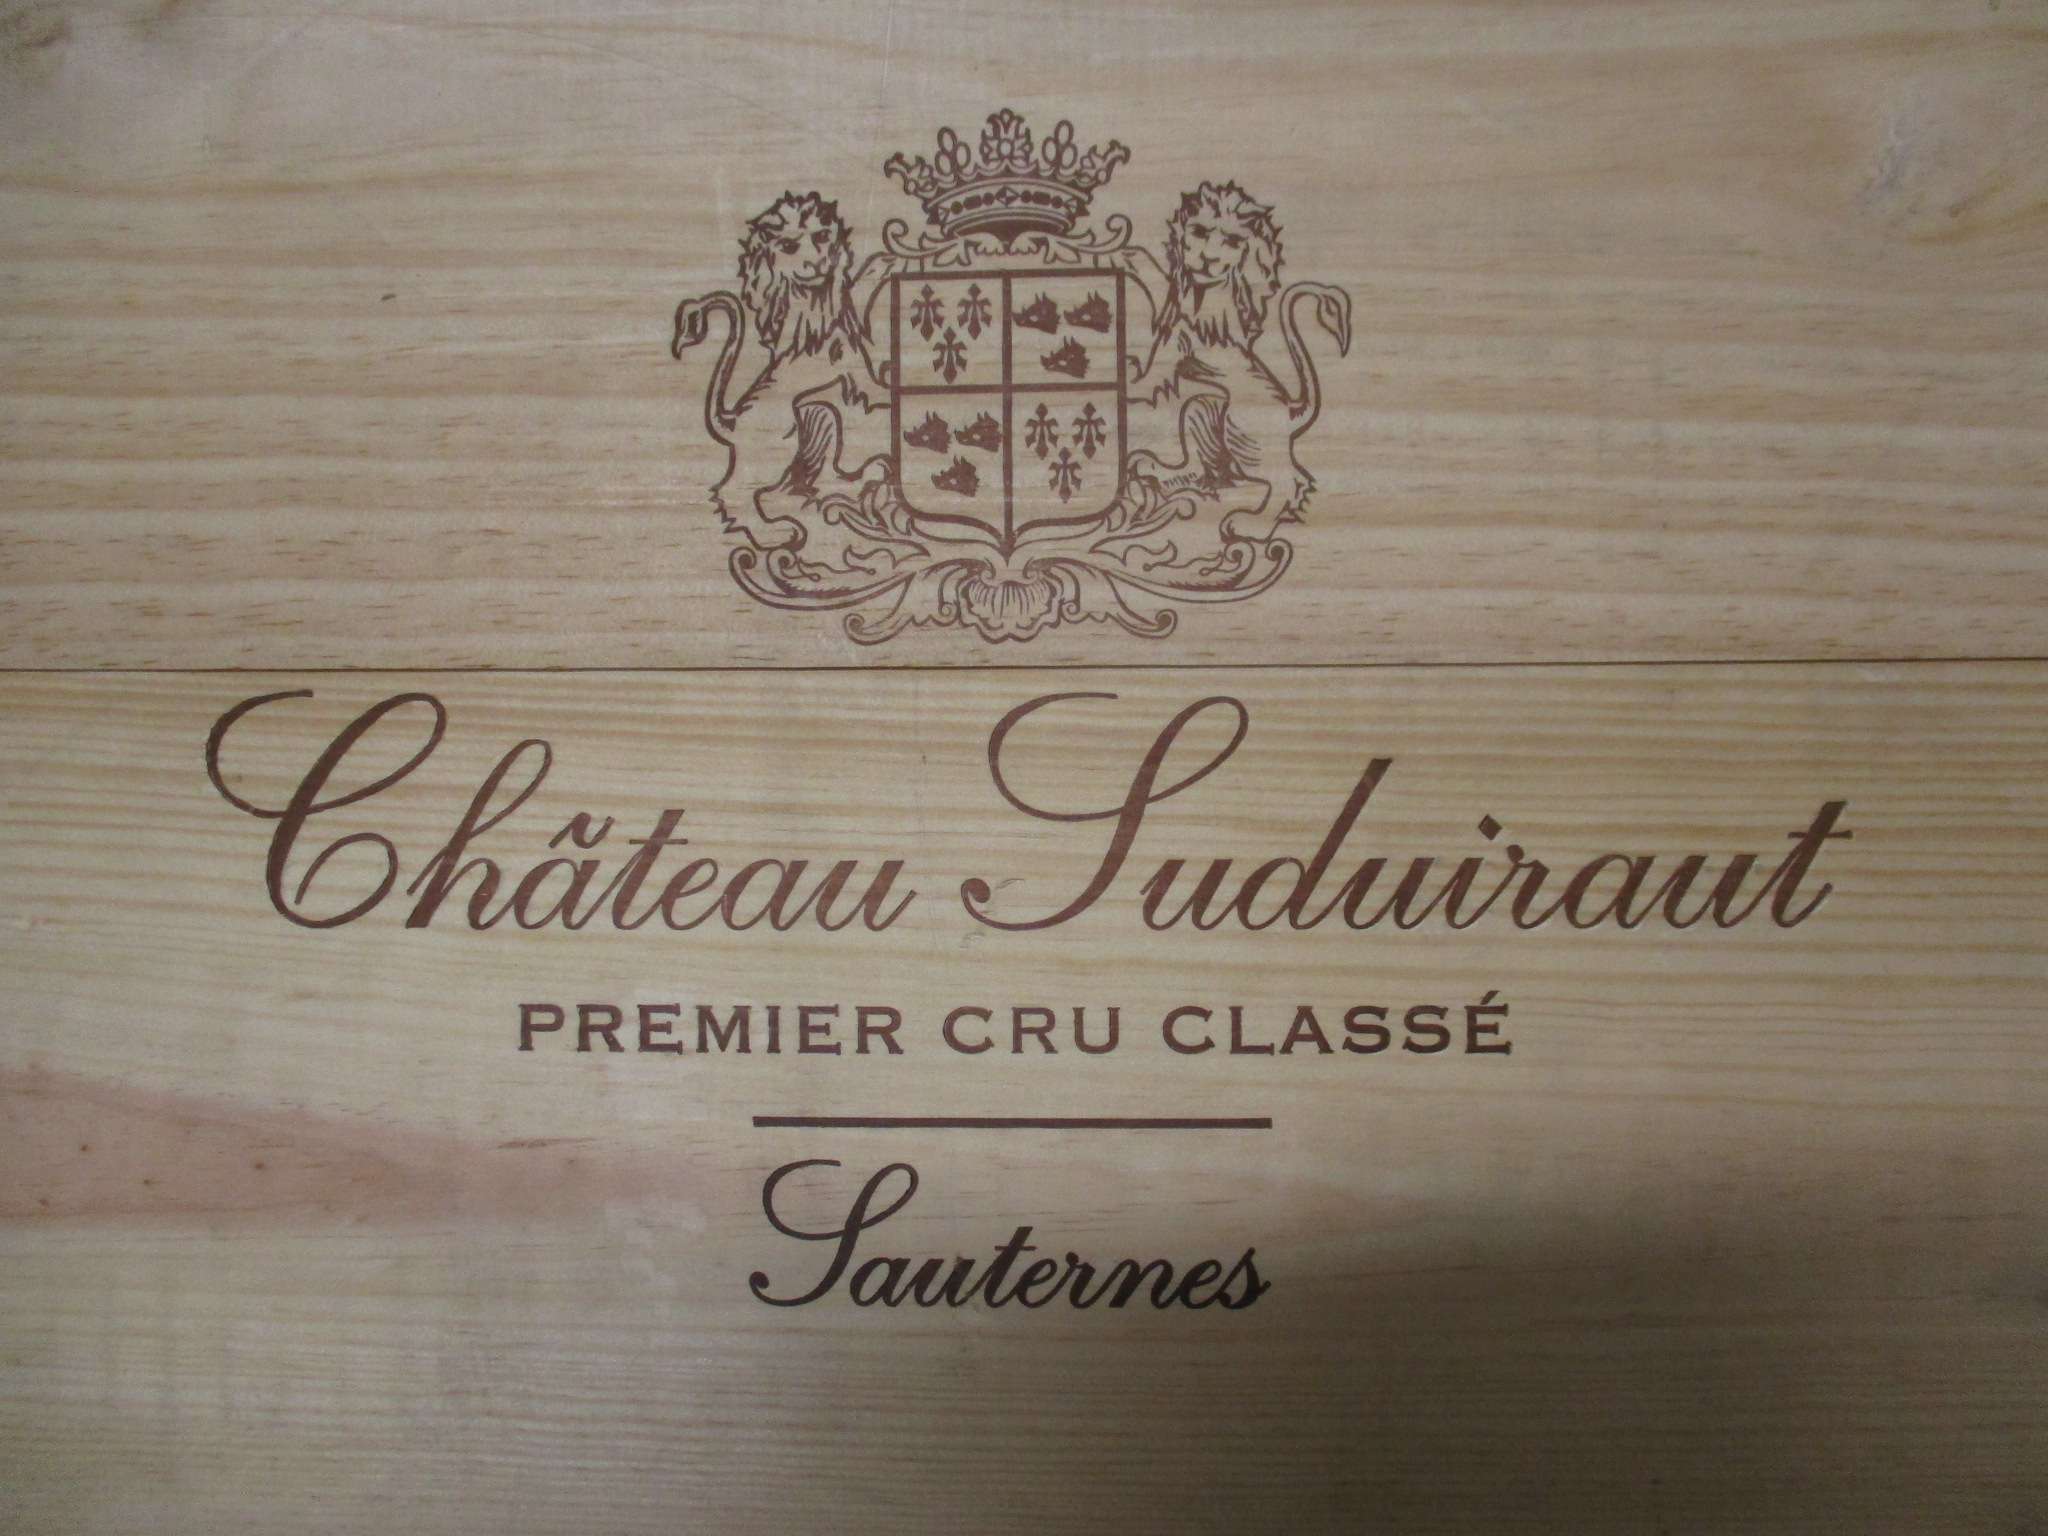 Château Suduiraut
PREMIER CRU CLASSÉ
Sauternes